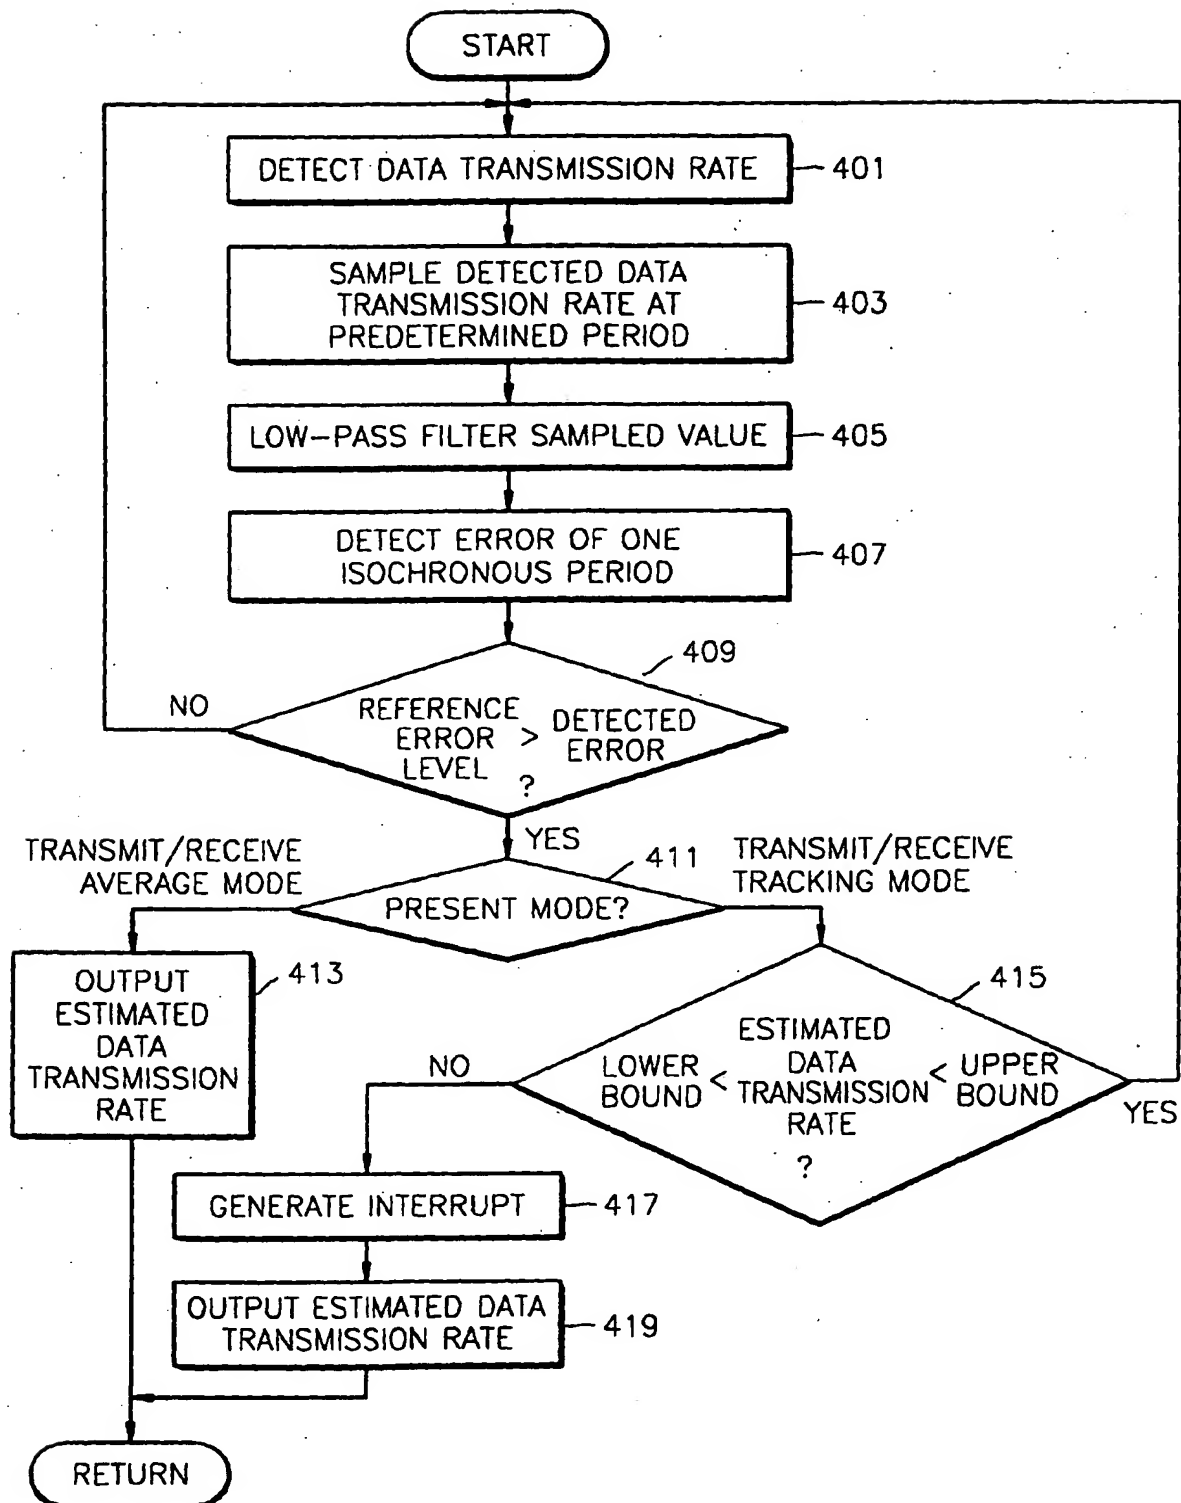 START
DETECT DATA TRANSMISSION RATE
401
SAMPLE DETECTED DATA
TRANSMISSION RATE AT
PREDETERMINED PERIOD
403
LOW-PASS FILTER SAMPLED VALUE
405
DETECT ERROR OF ONE
ISOCHRONOUS PERIOD
407
409
NO
REFERENCE
ERROR
LEVEL
>
DETECTED
ERROR
?
YES
TRANSMIT/RECEIVE
AVERAGE MODE
411
PRESENT MODE?
TRANSMIT/RECEIVE
TRACKING MODE
OUTPUT
ESTIMATED
DATA
TRANSMISSION
RATE
413
415
NO
LOWER
BOUND
<
ESTIMATED
DATA
TRANSMISSION
RATE
<
UPPER
BOUND
?
YES
GENERATE INTERRUPT
417
OUTPUT ESTIMATED DATA
TRANSMISSION RATE
419
RETURN